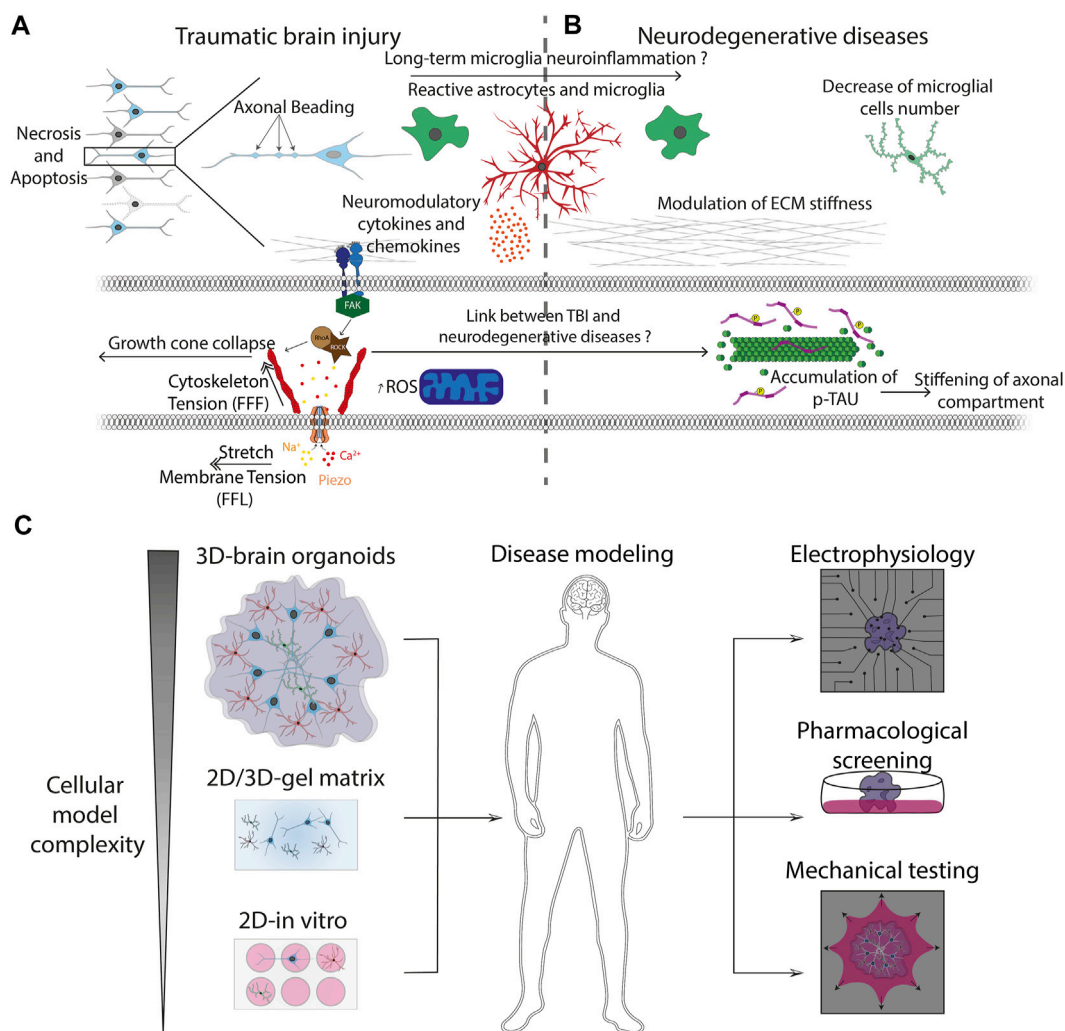 A
Traumatic brain injury
B
Neurodegenerative diseases
Long-term microglia neuroinflammation ?
Reactive astrocytes and microglia
Decrease of microglial
cells number
Necrosis
and
Apoptosis
Axonal Beading
Neuromodulatory
cytokines and
chemokines
Modulation of ECM stiffness
FAK
RhoA
ROCK
Growth cone collapse
Cytoskeleton
Tension (FFF)
Link between TBI and
neurodegenerative diseases ?
↑ROS
P
P
P
P
Accumulation of
p-TAU
Stiffening of axonal
compartment
Na⁺
Ca²⁺
Piezo
Stretch
Membrane Tension
(FFL)
C
3D-brain organoids
Disease modeling
Electrophysiology
2D/3D-gel matrix
Pharmacological
screening
Cellular
model
complexity
2D-in vitro
Mechanical testing